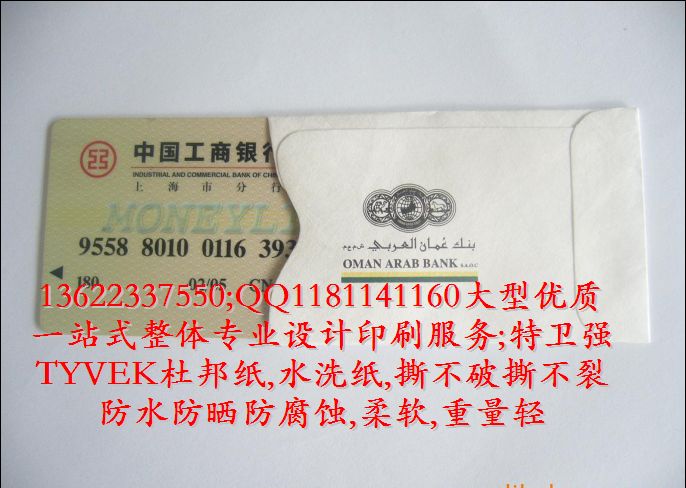 中国工商银行
INDUSTRIAL AND COMMERCIAL BANK OF CHI
上海市分行
MONEYLI
9558 8010 0116 393
180 02/05 CN
بنك عُمان العربي
OMAN ARAB BANK S.A.O.C
13622337550;QQ1181141160大型优质
一站式整体专业设计印刷服务;特卫强
TYVEK杜邦纸,水洗纸,撕不破撕不裂
防水防晒防腐蚀,柔软,重量轻